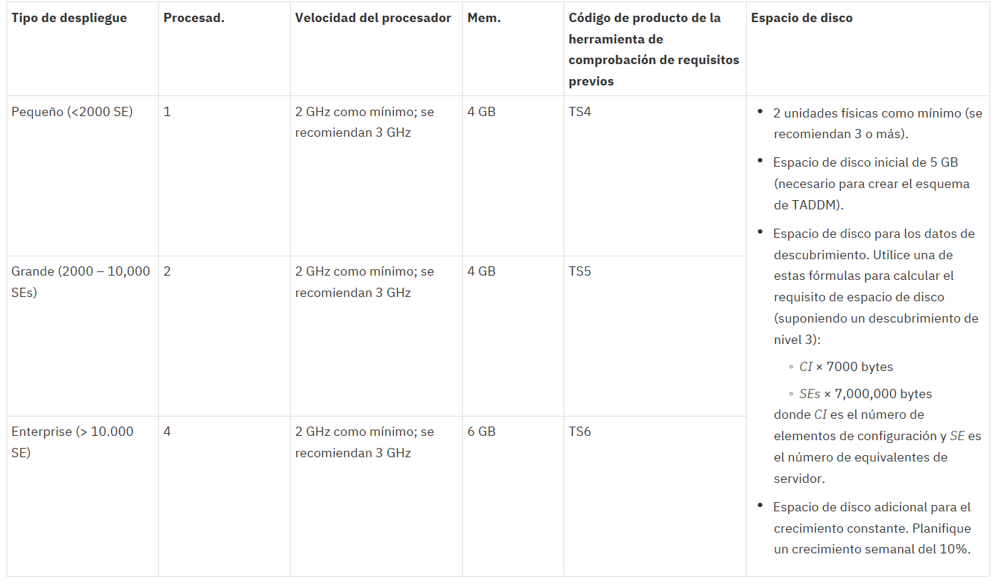 Tipo de despliegue
Procesad.
Velocidad del procesador
Mem.
Código de producto de la
herramienta de
comprobación de requisitos
previos
Espacio de disco
Pequeño (<2000 SE)
1
2 GHz como mínimo; se
recomiendan 3 GHz
4 GB
TS4
• 2 unidades físicas como mínimo (se
recomiendan 3 o más).
• Espacio de disco inicial de 5 GB
(necesario para crear el esquema
de TADDM).
• Espacio de disco para los datos de
descubrimiento. Utilice una de
estas fórmulas para calcular el
requisito de espacio de disco
(suponiendo un descubrimiento de
nivel 3):
◦ CI × 7000 bytes
◦ SEs × 7,000,000 bytes
donde CI es el número de
elementos de configuración y SE es
el número de equivalentes de
servidor.
• Espacio de disco adicional para el
crecimiento constante. Planifique
un crecimiento semanal del 10%.
Grande (2000 – 10,000
SEs)
2
2 GHz como mínimo; se
recomiendan 3 GHz
4 GB
TS5
Enterprise (> 10.000
SE)
4
2 GHz como mínimo; se
recomiendan 3 GHz
6 GB
TS6